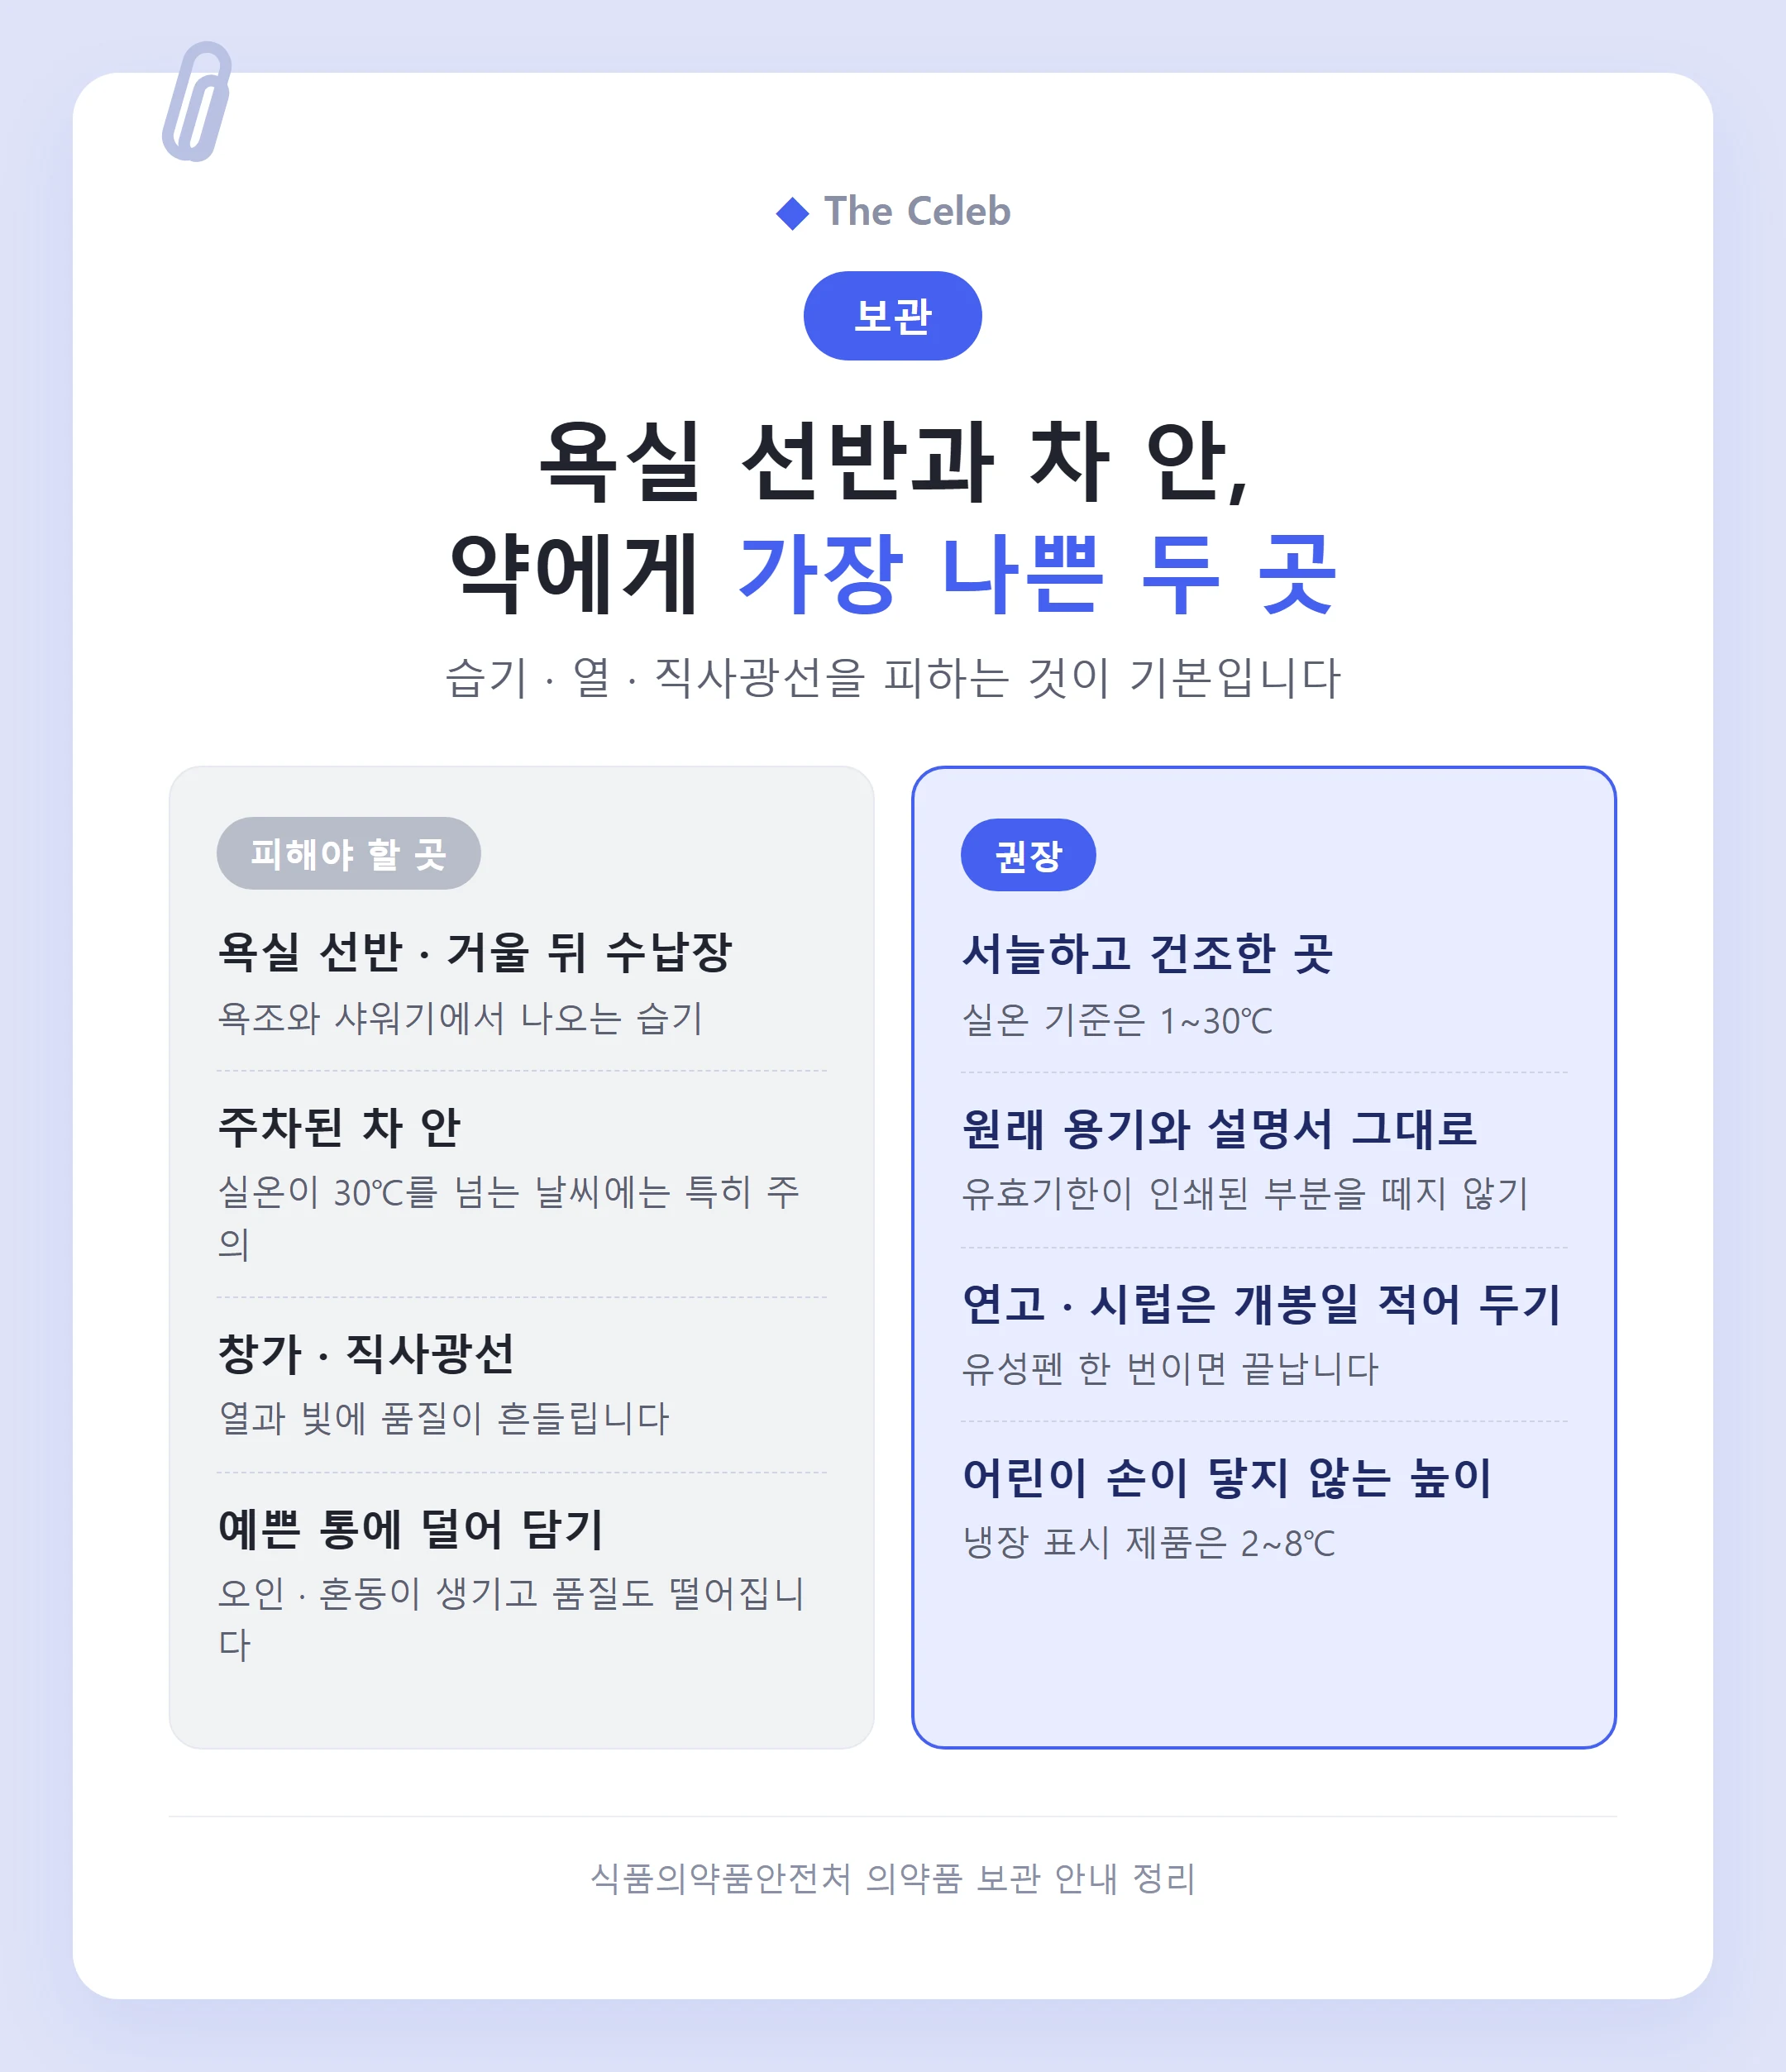 The Celeb
보관
욕실 선반과 차 안,
약에게 가장 나쁜 두 곳
습기 · 열 · 직사광선을 피하는 것이 기본입니다
피해야 할 곳
욕실 선반 · 거울 뒤 수납장
욕조와 샤워기에서 나오는 습기
주차된 차 안
실온이 30℃를 넘는 날씨에는 특히 주
의
창가 · 직사광선
열과 빛에 품질이 흔들립니다
예쁜 통에 덜어 담기
오인 · 혼동이 생기고 품질도 떨어집니
다
권장
서늘하고 건조한 곳
실온 기준은 1~30℃
원래 용기와 설명서 그대로
유효기한이 인쇄된 부분을 떼지 않기
연고 · 시럽은 개봉일 적어 두기
유성펜 한 번이면 끝납니다
어린이 손이 닿지 않는 높이
냉장 표시 제품은 2~8℃
식품의약품안전처 의약품 보관 안내 정리